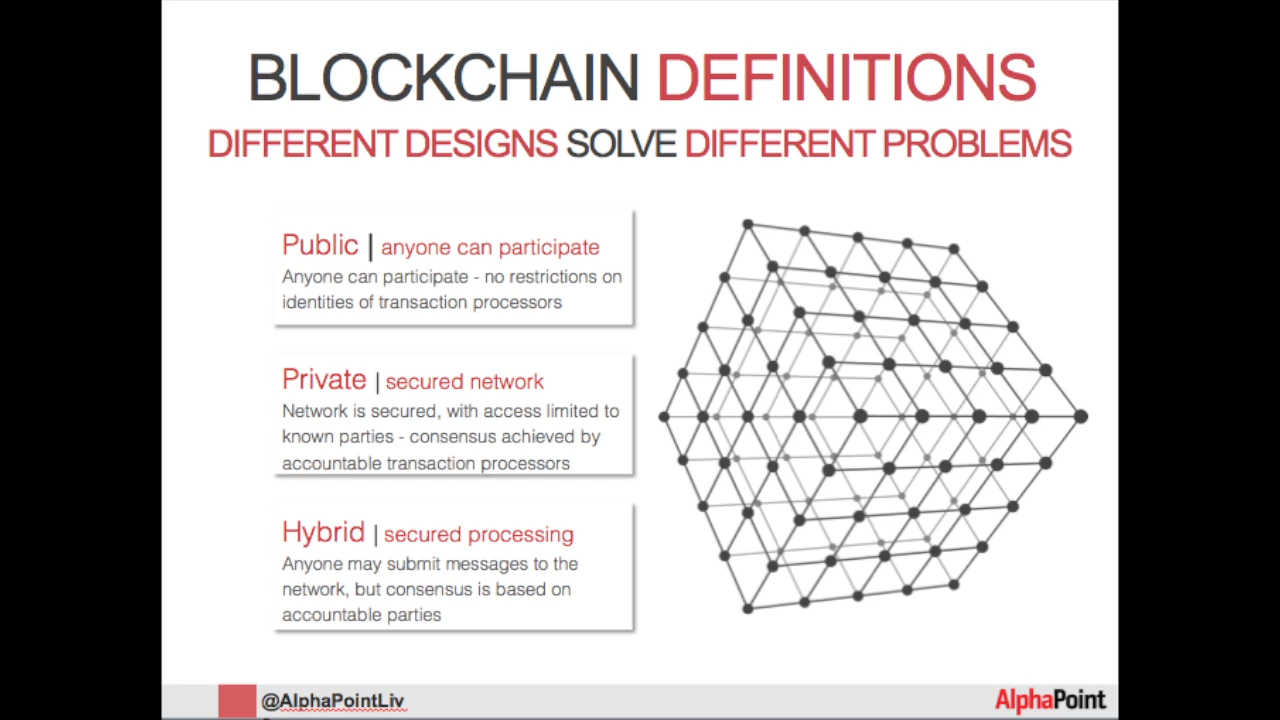 BLOCKCHAIN DEFINITIONS
DIFFERENT DESIGNS SOLVE DIFFERENT PROBLEMS
Public | anyone can participate
Anyone can participate - no restrictions on
identities of transaction processors
Private | secured network
Network is secured, with access limited to
known parties - consensus achieved by
accountable transaction processors
Hybrid | secured processing
Anyone may submit messages to the
network, but consensus is based on
accountable parties
@AlphaPointLiv
AlphaPoint